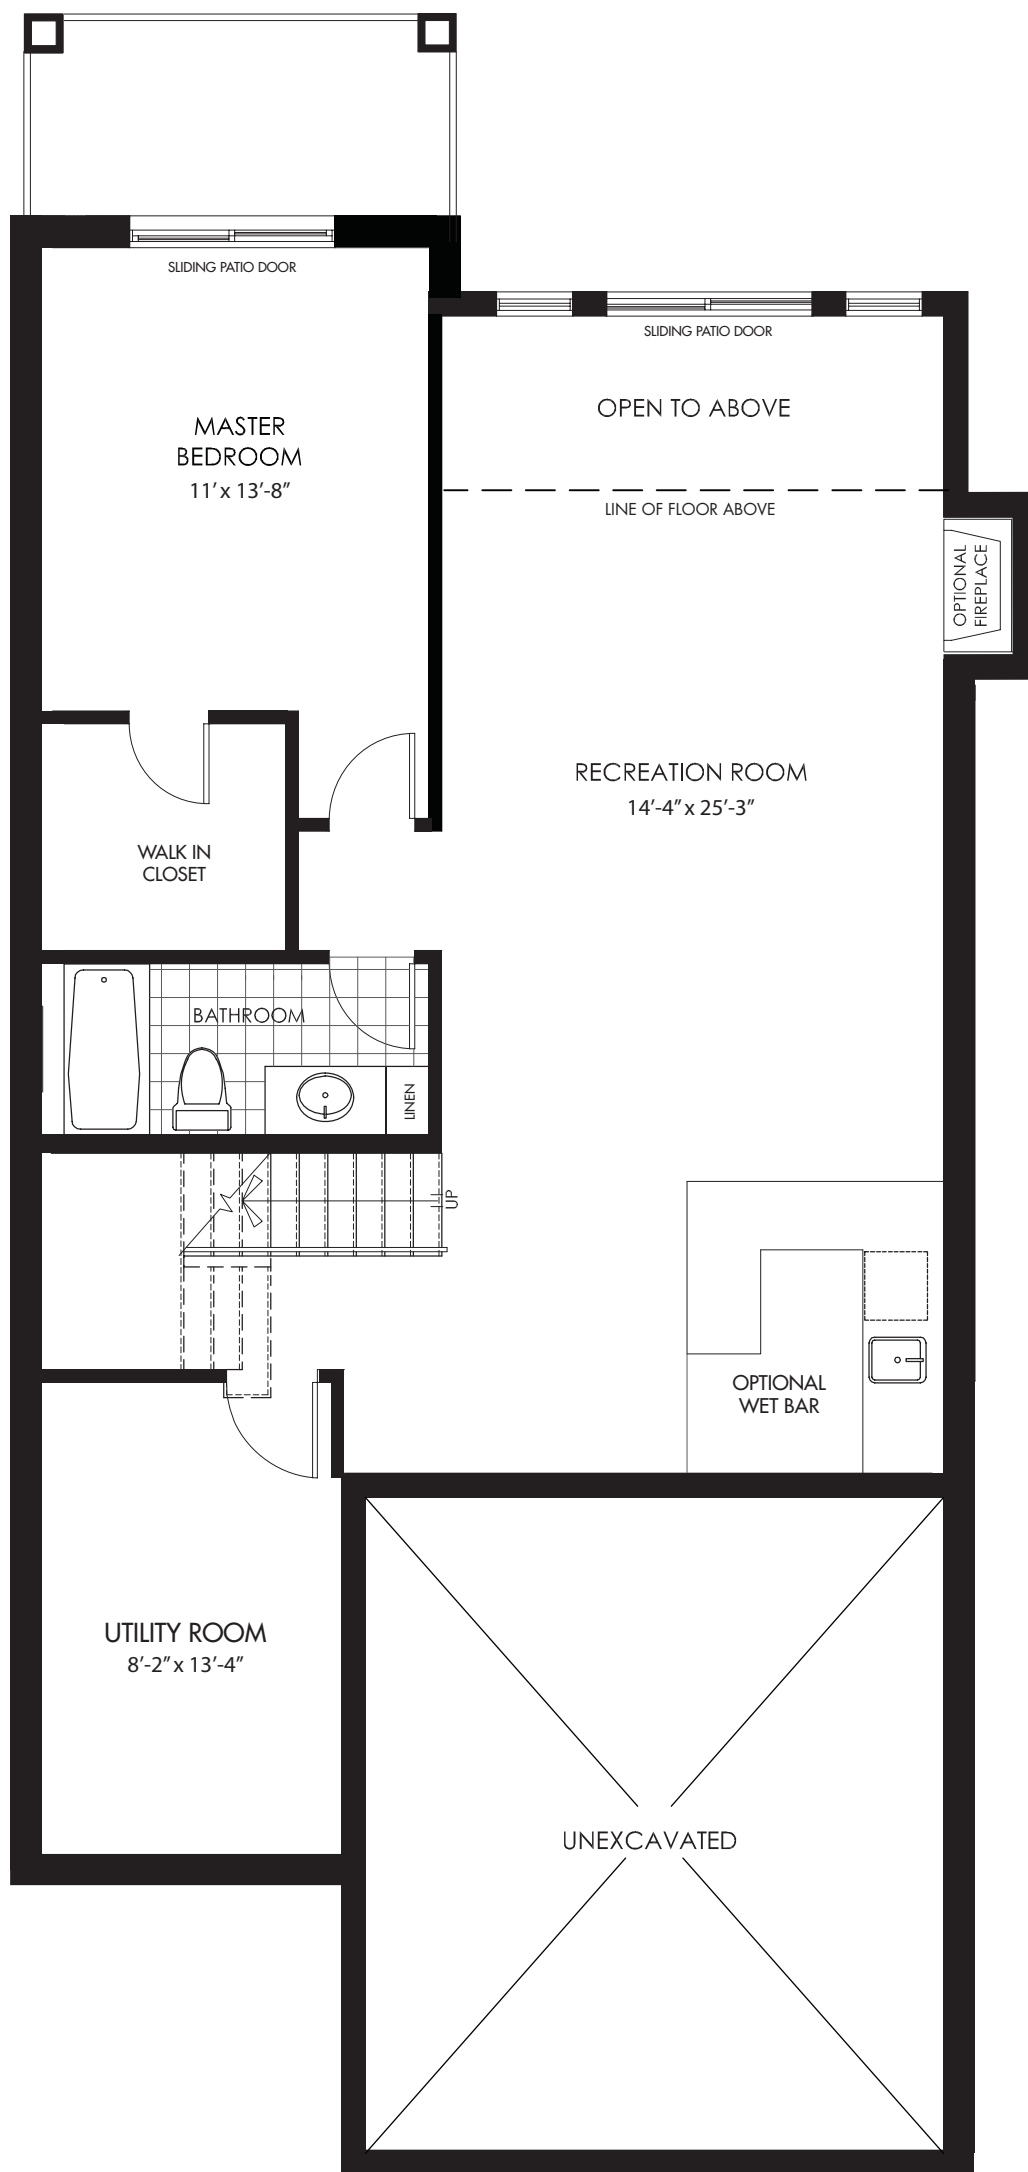 SLIDING PATIO DOOR
SLIDING PATIO DOOR
OPEN TO ABOVE
MASTER
BEDROOM
11’ x 13’-8”
LINE OF FLOOR ABOVE
OPTIONAL
FIREPLACE
RECREATION ROOM
14’-4” x 25’-3”
WALK IN
CLOSET
BATHROOM
LINEN
UP
OPTIONAL
WET BAR
UTILITY ROOM
8’-2” x 13’-4”
UNEXCAVATED